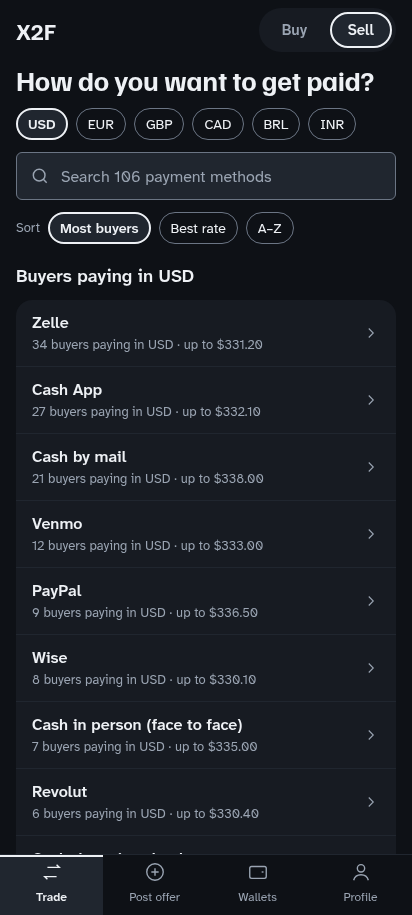 X2F
Buy
Sell
How do you want to get paid?
USD
EUR
GBP
CAD
BRL
INR
Search 106 payment methods
Sort
Most buyers
Best rate
A–Z
Buyers paying in USD
Zelle
34 buyers paying in USD · up to $331.20
Cash App
27 buyers paying in USD · up to $332.10
Cash by mail
21 buyers paying in USD · up to $338.00
Venmo
12 buyers paying in USD · up to $333.00
PayPal
9 buyers paying in USD · up to $336.50
Wise
8 buyers paying in USD · up to $330.10
Cash in person (face to face)
7 buyers paying in USD · up to $335.00
Revolut
6 buyers paying in USD · up to $330.40
Trade
Post offer
Wallets
Profile